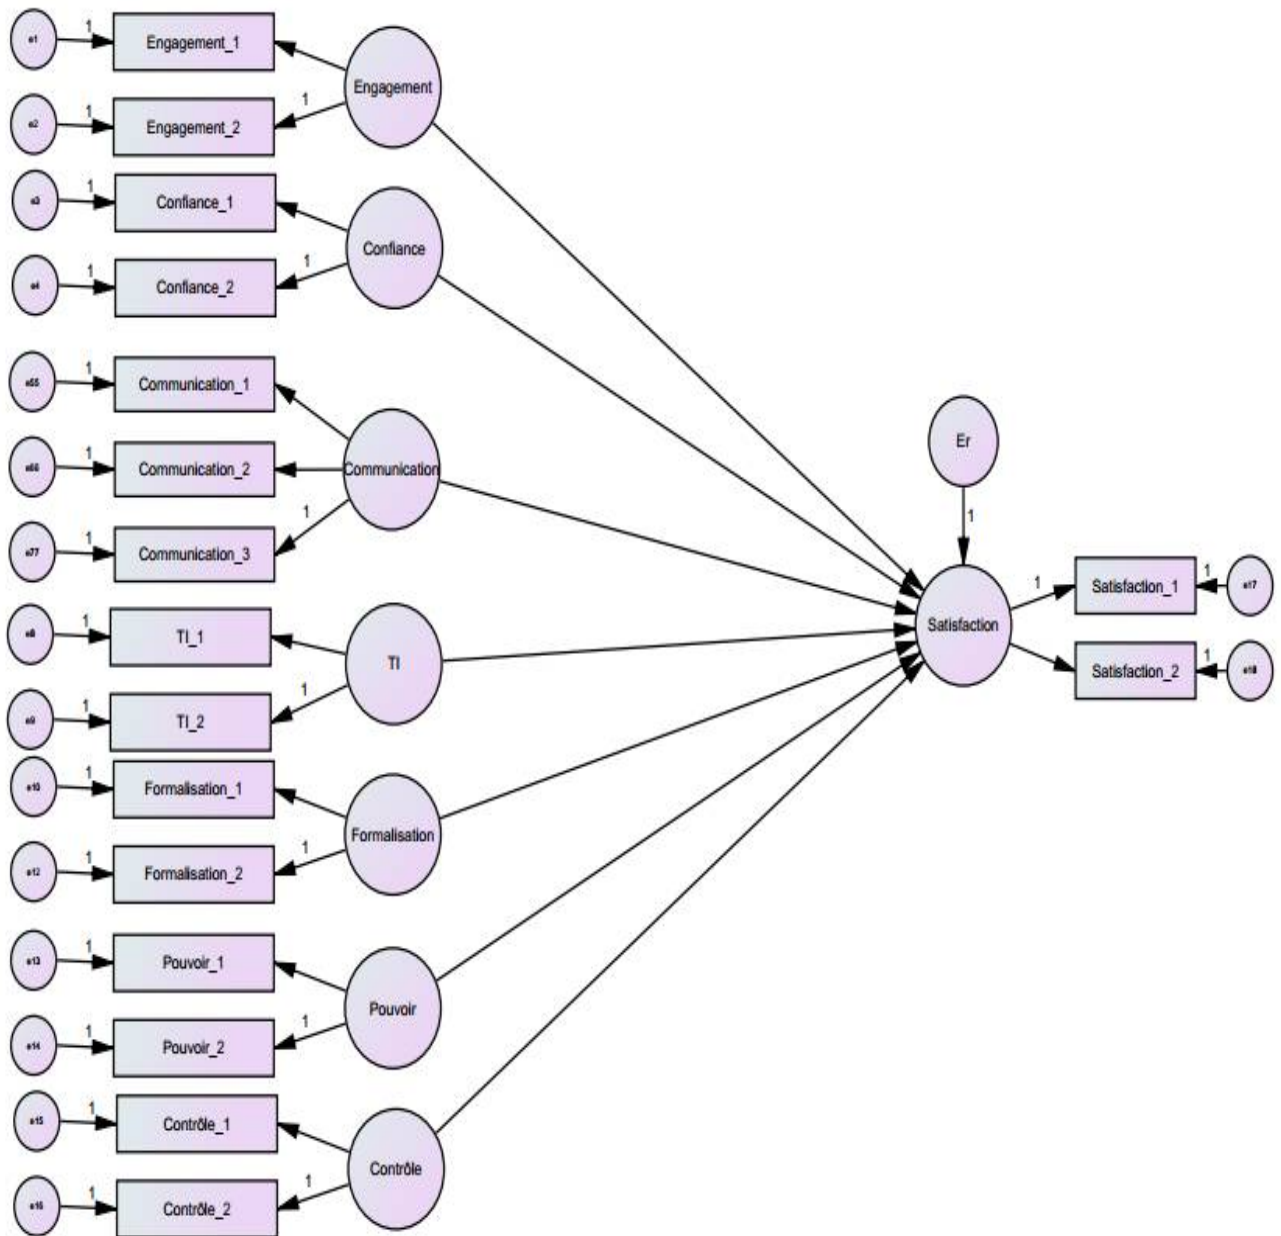 e1
1
Engagement_1
Engagement
e2
1
Engagement_2
1
e3
1
Confiance_1
Confiance
e4
1
Confiance_2
1
e55
1
Communication_1
e66
1
Communication_2
Communication
e77
1
Communication_3
1
Er
1
Satisfaction
1
Satisfaction_1
1
e17
Satisfaction_2
1
e18
e8
1
TI_1
TI
e9
1
TI_2
1
e10
1
Formalisation_1
Formalisation
e12
1
Formalisation_2
1
e13
1
Pouvoir_1
Pouvoir
e14
1
Pouvoir_2
1
e15
1
Contrôle_1
Contrôle
e16
1
Contrôle_2
1